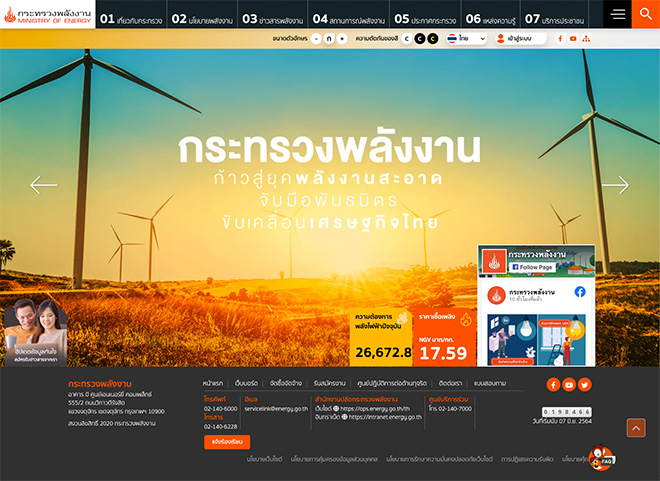 กระทรวงพลังงาน
MINISTRY OF ENERGY
01 เกี่ยวกับกระทรวง 02 นโยบายพลังงาน 03 ข่าวสารพลังงาน 04 สถานการณ์พลังงาน 05 ประกาศกระทรวง 06 แหล่งความรู้ 07 บริการประชาชน
ขนาดตัวอักษร - ก + ความตัดกันของสี C C C ไทย เข้าสู่ระบบ
กระทรวงพลังงาน
ก้าวสู่ยุคพลังงานสะอาด
จับมือพันธมิตร
ขับเคลื่อนเศรษฐกิจไทย
กระทรวงพลังงาน
Follow Page
กระทรวงพลังงาน
ความต้องการ
พลังไฟฟ้าปัจจุบัน
26,672.8
ราคาเชื้อเพลิง
NGV บาท/กก.
17.59
อัปเดตข้อมูลทันใจ
สมัครรับข่าวสารจากเรา
กระทรวงพลังงาน
อาคาร บี ศูนย์เอนเนอร์ยี่ คอมเพล็กซ์
555/2 ถนนวิภาวดีรังสิต
แขวงจตุจักร เขตจตุจักร กรุงเทพฯ 10900
สงวนลิขสิทธิ์ 2020 กระทรวงพลังงาน
หน้าแรก เว็บบอร์ด จัดซื้อจัดจ้าง รับสมัครงาน ศูนย์ปฏิบัติการต่อต้านทุจริต ติดต่อเรา แบบสอบถาม
โทรศัพท์
02-140-6000
โทรสาร
02-140-6228
อีเมล
servicelink@energy.go.th
สำนักงานปลัดกระทรวงพลังงาน
เว็บไซต์ https://ops.energy.go.th/th
อินทราเน็ต https://intranet.energy.go.th
ศูนย์บริการร่วม
โทร 02-140-7000
แจ้งร้องเรียน
0198466
วันที่เริ่มนับ 07 มิ.ย. 2564
นโยบายเว็บไซต์ นโยบายการคุ้มครองข้อมูลส่วนบุคคล นโยบายการรักษาความมั่นคงปลอดภัยเว็บไซต์ การปฏิเสธความรับผิด
FAQ